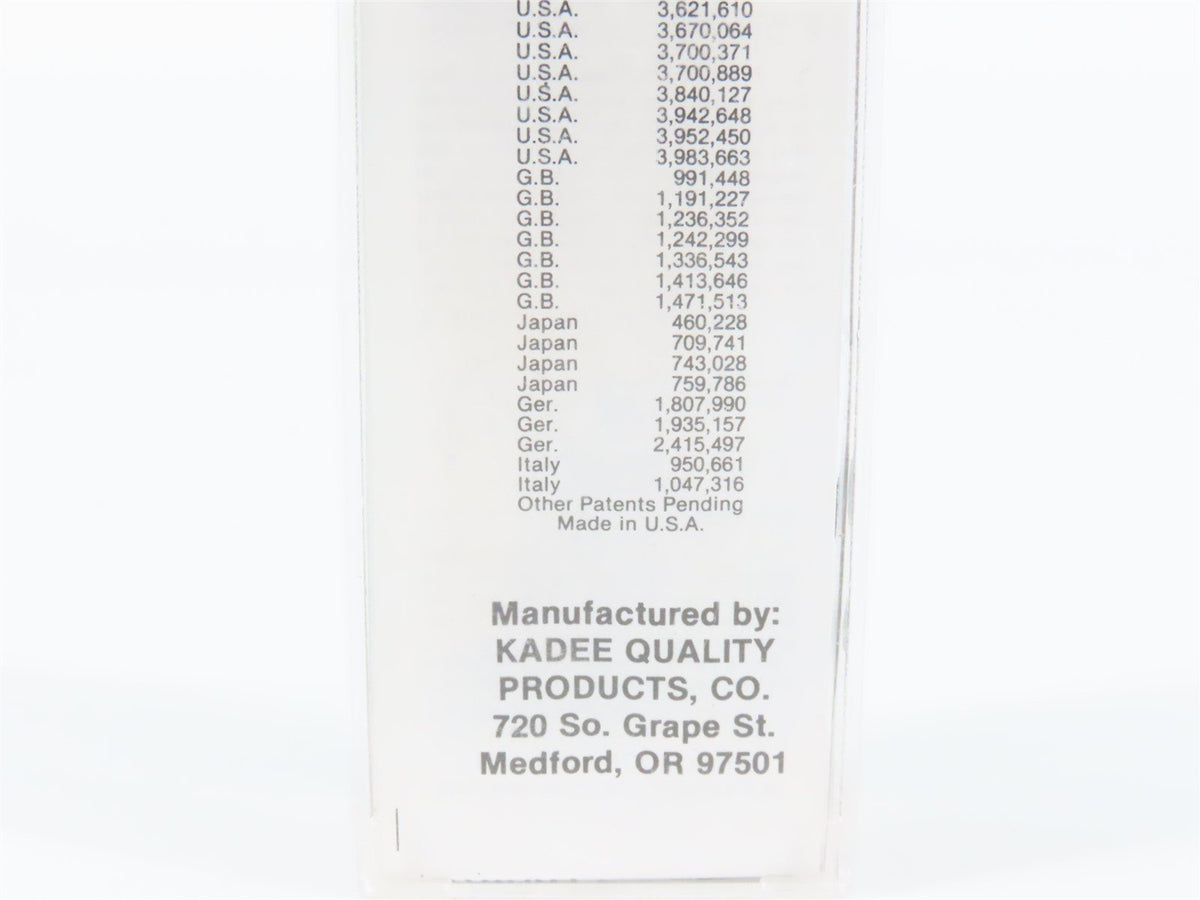 U.S.A. 3,621,610
U.S.A. 3,670,064
U.S.A. 3,700,371
U.S.A. 3,700,889
U.S.A. 3,840,127
U.S.A. 3,942,648
U.S.A. 3,952,450
U.S.A. 3,983,663
G.B. 991,448
G.B. 1,191,227
G.B. 1,236,352
G.B. 1,242,299
G.B. 1,336,543
G.B. 1,413,646
G.B. 1,471,513
Japan 460,228
Japan 709,741
Japan 743,028
Japan 759,786
Ger. 1,807,990
Ger. 1,935,157
Ger. 2,415,497
Italy 950,661
Italy 1,047,316
Other Patents Pending
Made in U.S.A.
Manufactured by:
KADEE QUALITY
PRODUCTS, CO.
720 So. Grape St.
Medford, OR 97501